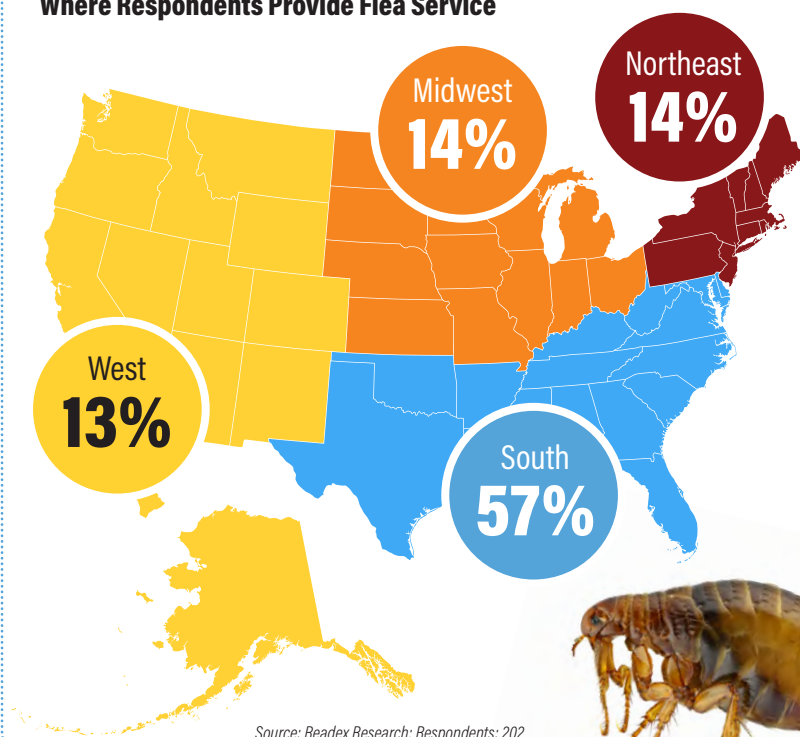 Where Respondents Provide Flea Service
Midwest
14%
Northeast
14%
West
13%
South
57%
Source: Readex Research; Respondents: 202